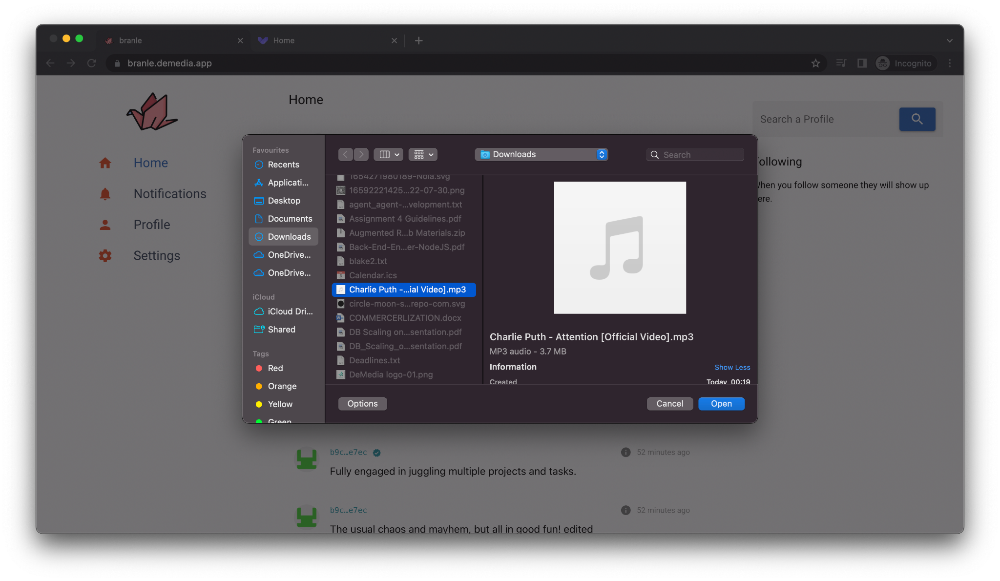 branle
Home
branle.demedia.app
Incognito
Home
Search a Profile
Home
Notifications
Profile
Settings
ollowing
hen you follow someone they will show up
ere.
Favourites
Recents
Applicati...
Desktop
Documents
Downloads
OneDrive...
OneDrive...
iCloud
iCloud Dri...
Shared
Tags
Red
Orange
Yellow
Green
Downloads
Search
1654271980189-Nola.svg
16592221425...22-07-30.png
agent_agent-...velopment.txt
Assignment 4 Guidelines.pdf
Augmented R...b Materials.zip
Back-End-En...er-NodeJS.pdf
blake2.txt
Calendar.ics
Charlie Puth -...ial Video].mp3
circle-moon-s...repo-com.svg
COMMERCERLIZATION.docx
DB Scaling on...sentation.pdf
DB_Scaling_o...sentation.pdf
Deadlines.txt
DeMedia logo-01.png
Charlie Puth - Attention [Official Video].mp3
MP3 audio - 3.7 MB
Information
Show Less
Created
Today, 00:19
Options
Cancel
Open
b9c…e7ec
52 minutes ago
Fully engaged in juggling multiple projects and tasks.
b9c…e7ec
52 minutes ago
The usual chaos and mayhem, but all in good fun! edited